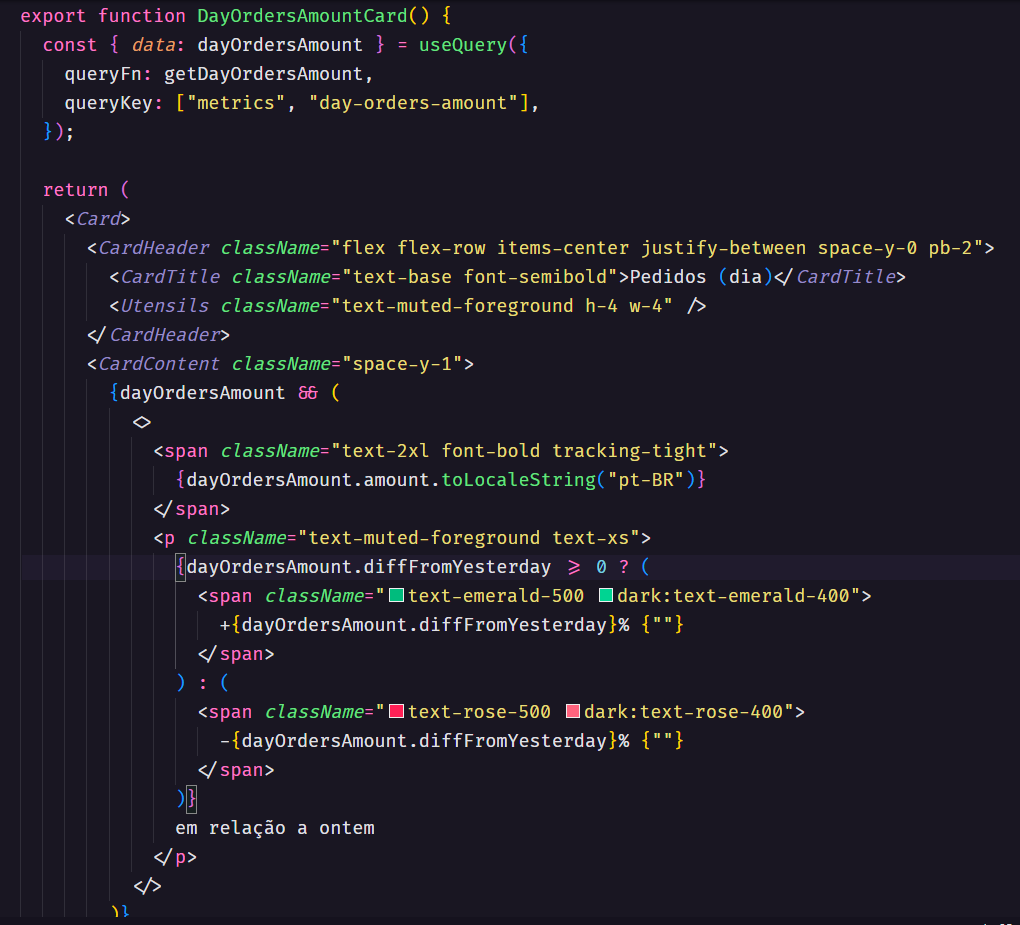 export function DayOrdersAmountCard() {
  const { data: dayOrdersAmount } = useQuery({
    queryFn: getDayOrdersAmount,
    queryKey: ["metrics", "day-orders-amount"],
  });

  return (
    <Card>
      <CardHeader className="flex flex-row items-center justify-between space-y-0 pb-2">
        <CardTitle className="text-base font-semibold">Pedidos (dia)</CardTitle>
        <Utensils className="text-muted-foreground h-4 w-4" />
      </CardHeader>
      <CardContent className="space-y-1">
        {dayOrdersAmount && (
          <>
            <span className="text-2xl font-bold tracking-tight">
              {dayOrdersAmount.amount.toLocaleString("pt-BR")}
            </span>
            <p className="text-muted-foreground text-xs">
              {dayOrdersAmount.diffFromYesterday >= 0 ? (
                <span className="text-emerald-500 dark:text-emerald-400">
                  +{dayOrdersAmount.diffFromYesterday}% {""}
                </span>
              ) : (
                <span className="text-rose-500 dark:text-rose-400">
                  -{dayOrdersAmount.diffFromYesterday}% {""}
                </span>
              )}
              em relação a ontem
            </p>
          </>
        )}